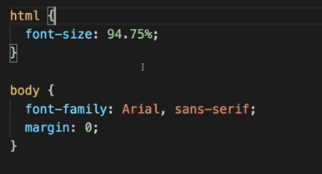 html {
font-size: 94.75%;
}
body {
font-family: Arial, sans-serif;
margin: 0;
}